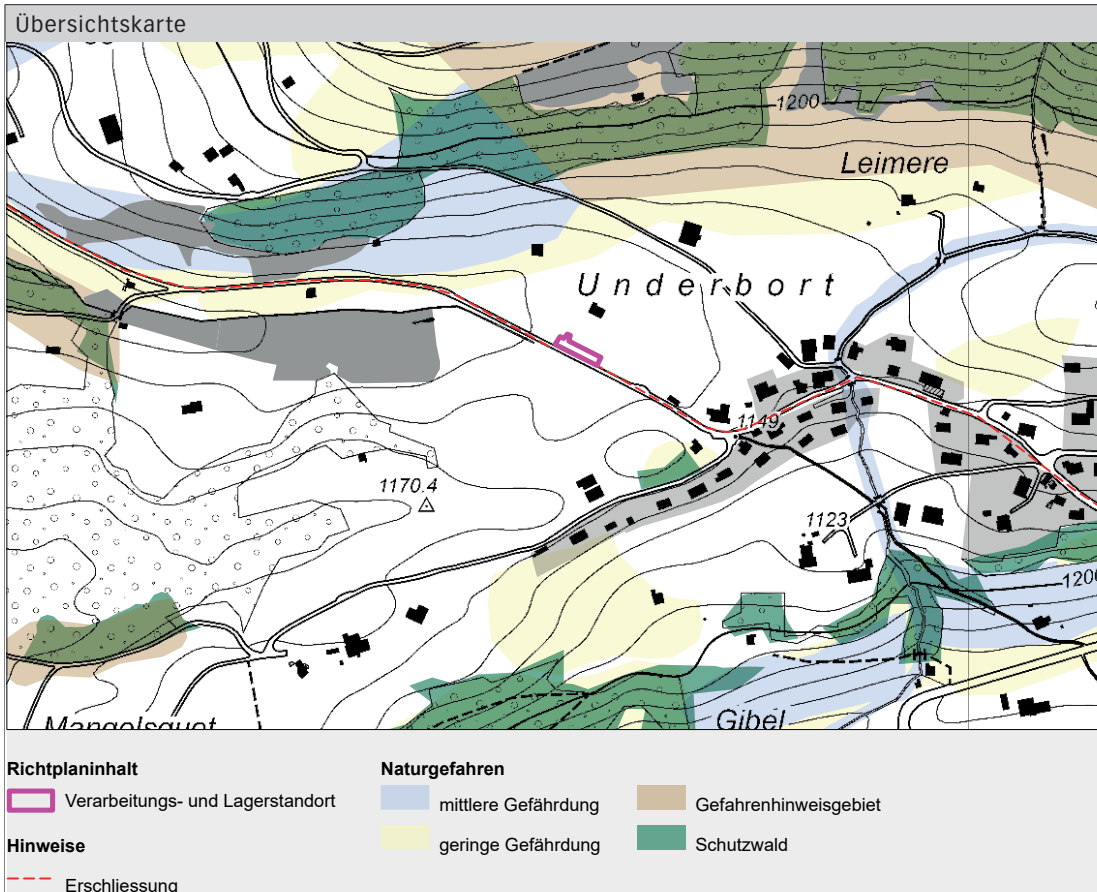 Übersichtskarte
1200
Leimere
Underbort
1149
1170.4
1123
1200
Gibel
Richtplaninhalt
Verarbeitungs- und Lagerstandort
Hinweise
Erschliessung
Naturgefahren
mittlere Gefährdung
geringe Gefährdung
Gefahrenhinweisgebiet
Schutzwald